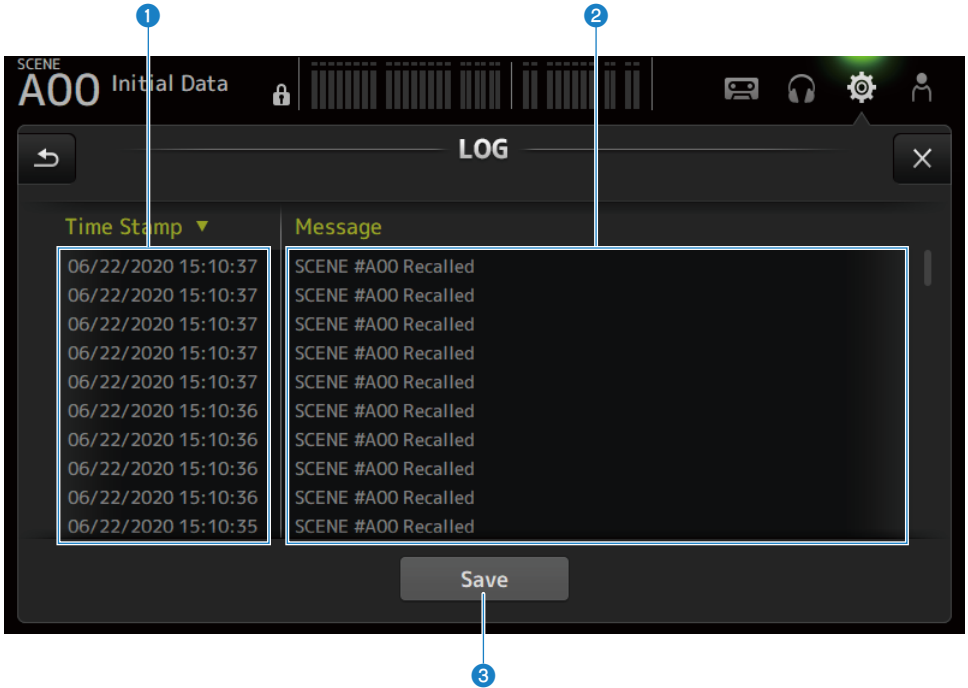 1 2
SCENE
A00 Initial Data
LOG
Time Stamp ▼ Message
06/22/2020 15:10:37 SCENE #A00 Recalled
06/22/2020 15:10:37 SCENE #A00 Recalled
06/22/2020 15:10:37 SCENE #A00 Recalled
06/22/2020 15:10:37 SCENE #A00 Recalled
06/22/2020 15:10:37 SCENE #A00 Recalled
06/22/2020 15:10:36 SCENE #A00 Recalled
06/22/2020 15:10:36 SCENE #A00 Recalled
06/22/2020 15:10:36 SCENE #A00 Recalled
06/22/2020 15:10:36 SCENE #A00 Recalled
06/22/2020 15:10:35 SCENE #A00 Recalled
Save
3